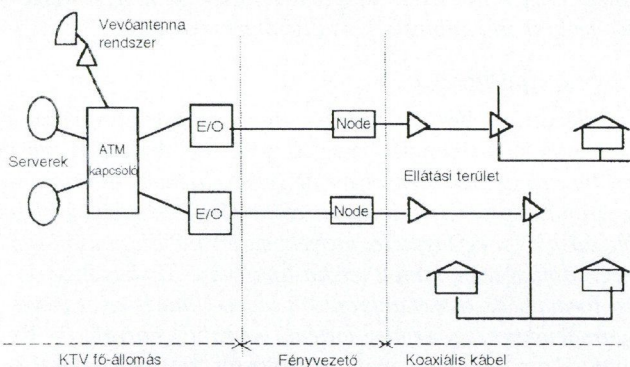 Vevőantenna
rendszer
E/O
Node
ATM
kapcsoló
Serverek
Ellátási terület
E/O
Node
KTV fő-állomás
Fényvezető
Koaxiális kábel